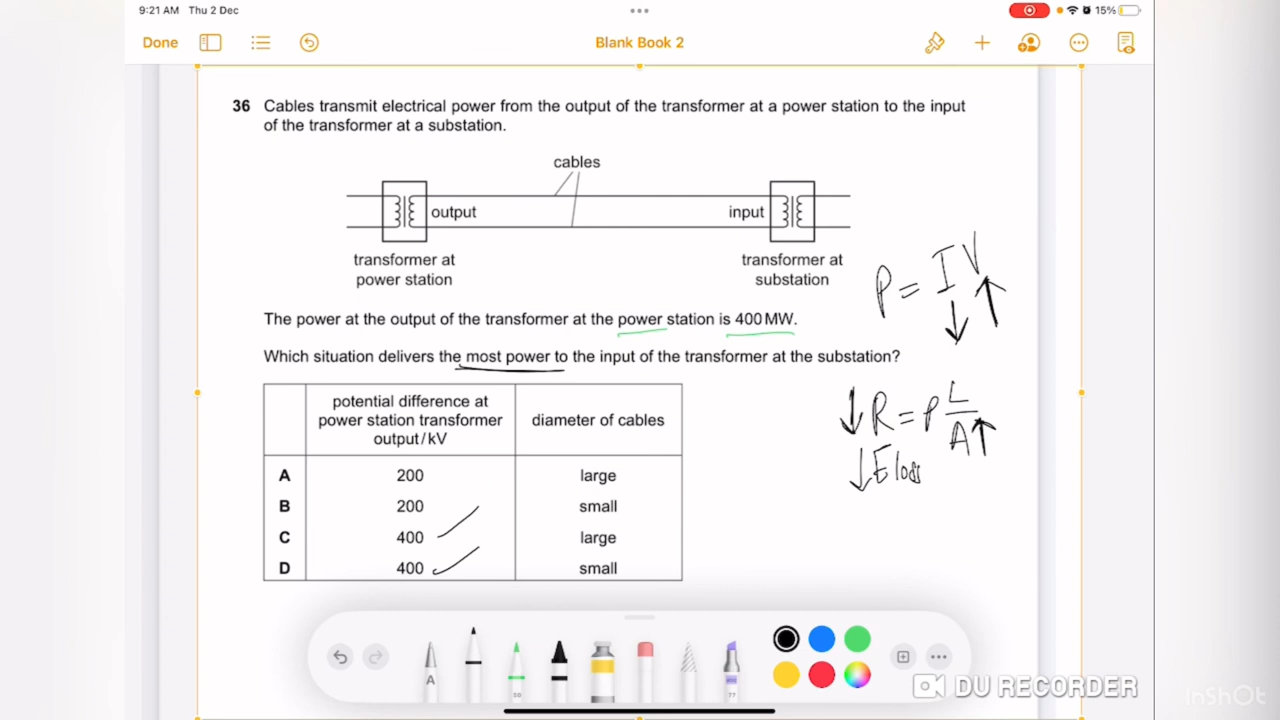 9:21 AM Thu 2 Dec
15%
Done
Blank Book 2
36 Cables transmit electrical power from the output of the transformer at a power station to the input
of the transformer at a substation.
cables
output
input
transformer at
power station
transformer at
substation
P = IV
The power at the output of the transformer at the power station is 400 MW.
Which situation delivers the most power to the input of the transformer at the substation?
↓ R = ρ L/A ↑
↓ E loss
potential difference at
power station transformer
output/kV
diameter of cables
A 200 large
B 200 small
C 400 large
D 400 small
A
50
77
DU RECORDER
InShOt